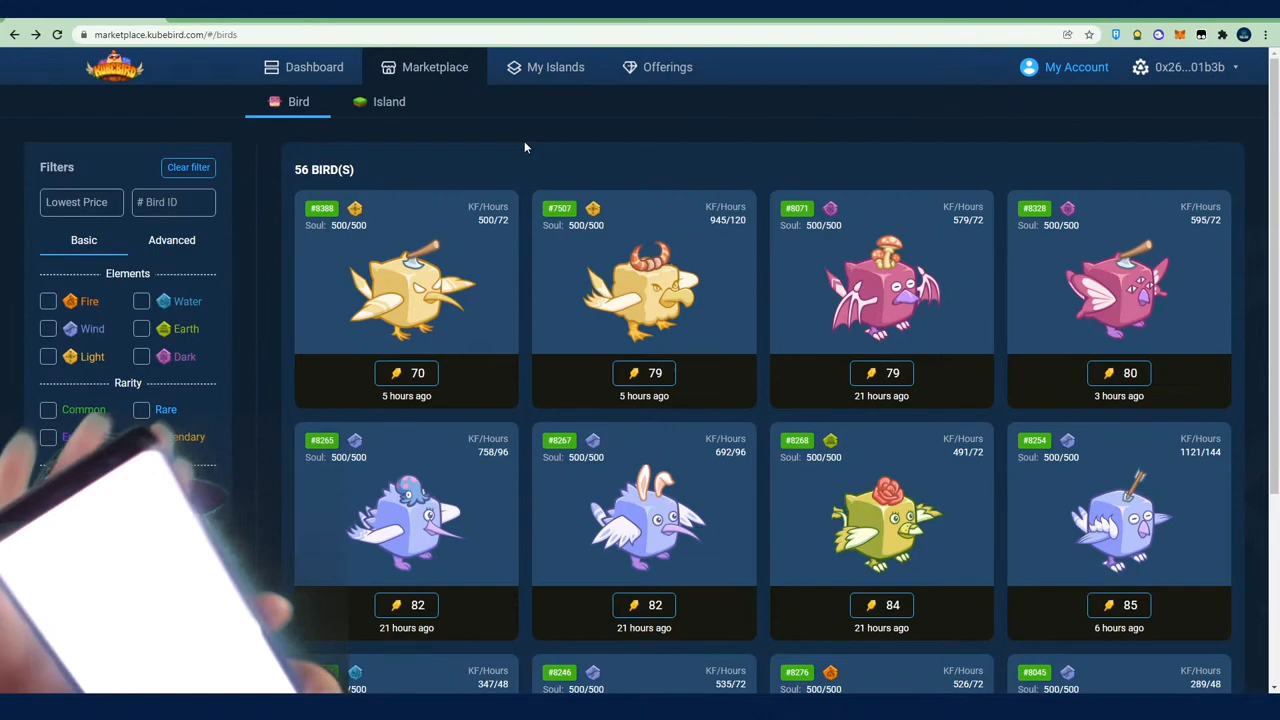 marketplace.kubebird.com/#/birds
KUBEBIRD
Dashboard
Marketplace
My Islands
Offerings
My Account
0x26...01b3b
Bird
Island
Filters
Clear filter
Lowest Price
# Bird ID
Basic
Advanced
Elements
Fire
Water
Wind
Earth
Light
Dark
Rarity
Common
Rare
56 BIRD(S)
#8388
KF/Hours
Soul: 500/500
500/72
70
5 hours ago
#7507
KF/Hours
Soul: 500/500
945/120
79
5 hours ago
#8071
KF/Hours
Soul: 500/500
579/72
79
21 hours ago
#8328
KF/Hours
Soul: 500/500
595/72
80
3 hours ago
#8265
KF/Hours
Soul: 500/500
758/96
82
21 hours ago
#8267
KF/Hours
Soul: 500/500
692/96
82
21 hours ago
#8268
KF/Hours
Soul: 500/500
491/72
84
21 hours ago
#8254
KF/Hours
Soul: 500/500
1121/144
85
6 hours ago
KF/Hours
/500
347/48
#8246
KF/Hours
Soul: 500/500
535/72
#8276
KF/Hours
Soul: 500/500
526/72
#8045
KF/Hours
Soul: 500/500
289/48